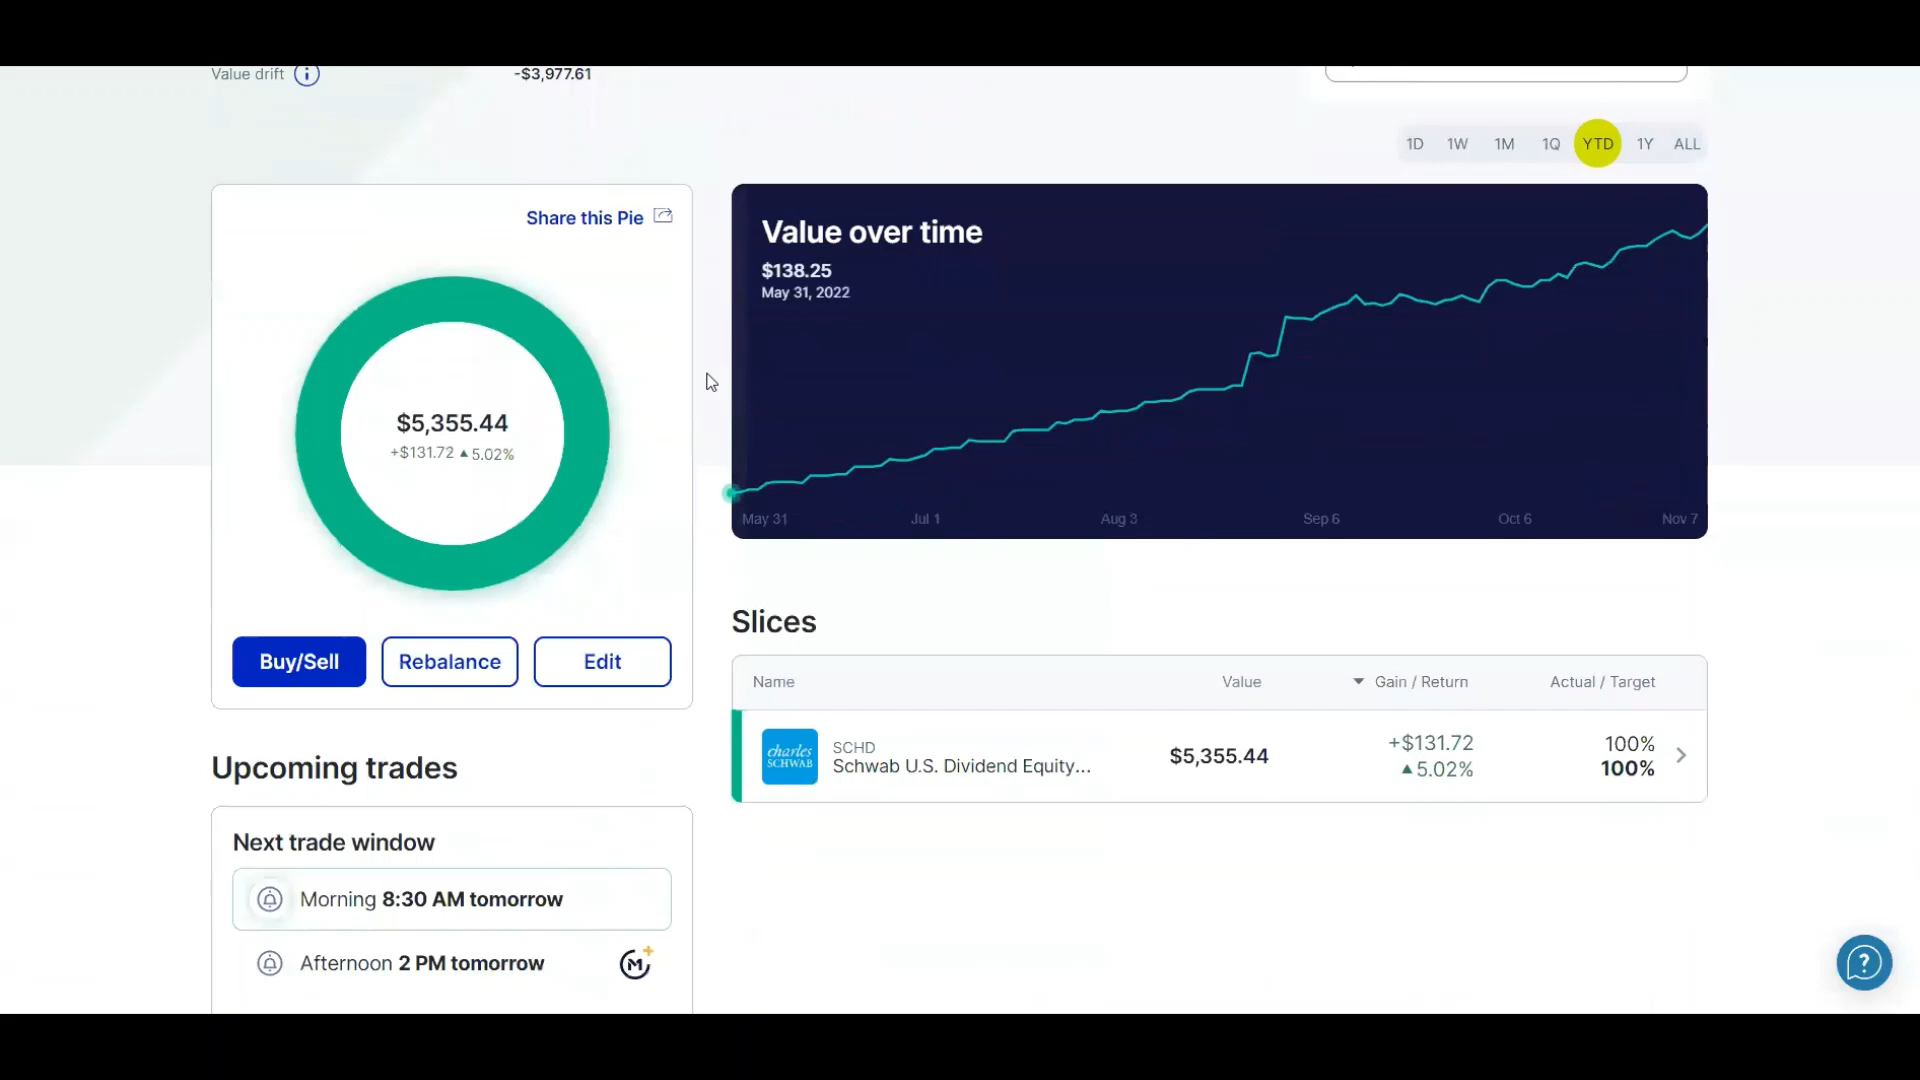 Value drift
-$3,977.61
1D 1W 1M 1Q YTD 1Y ALL
Share this Pie
$5,355.44
+$131.72 ▲ 5.02%
Buy/Sell
Rebalance
Edit
Value over time
$138.25
May 31, 2022
May 31 Jul 1 Aug 3 Sep 6 Oct 6 Nov 7
Slices
Name Value Gain / Return Actual / Target
charles
SCHWAB
SCHD
Schwab U.S. Dividend Equity...
$5,355.44
+$131.72
▲5.02%
100%
100%
Upcoming trades
Next trade window
Morning 8:30 AM tomorrow
Afternoon 2 PM tomorrow
M+
?